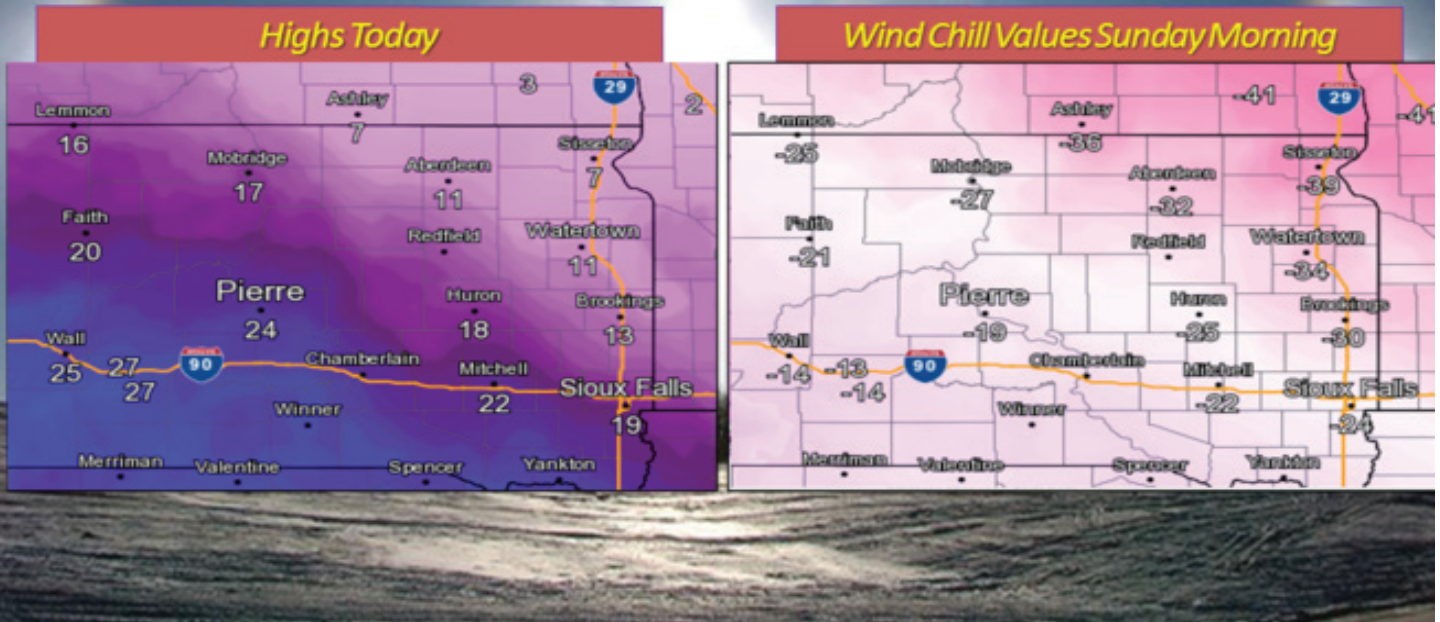 Highs Today
3
29
2
Ashley
7
Lemmon
16
Sisseton
7
Mobridge
17
Aberdeen
11
Faith
20
Redfield
Watertown
11
Pierre
24
Huron
18
Brookings
13
Wall
25
27
27
90
Chamberlain
Mitchell
22
Sioux Falls
19
Winner
Merriman
Valentine
Spencer
Yankton
Wind Chill Values Sunday Morning
-41
29
-41
Ashley
-36
Lemmon
-25
Sisseton
-39
Mobridge
-27
Aberdeen
-32
Faith
-21
Redfield
Watertown
-34
Pierre
-19
Huron
-25
Brookings
-30
Wall
-14
-13
-14
90
Chamberlain
Mitchell
-22
Sioux Falls
-24
Winner
Merriman
Valentine
Spencer
Yankton